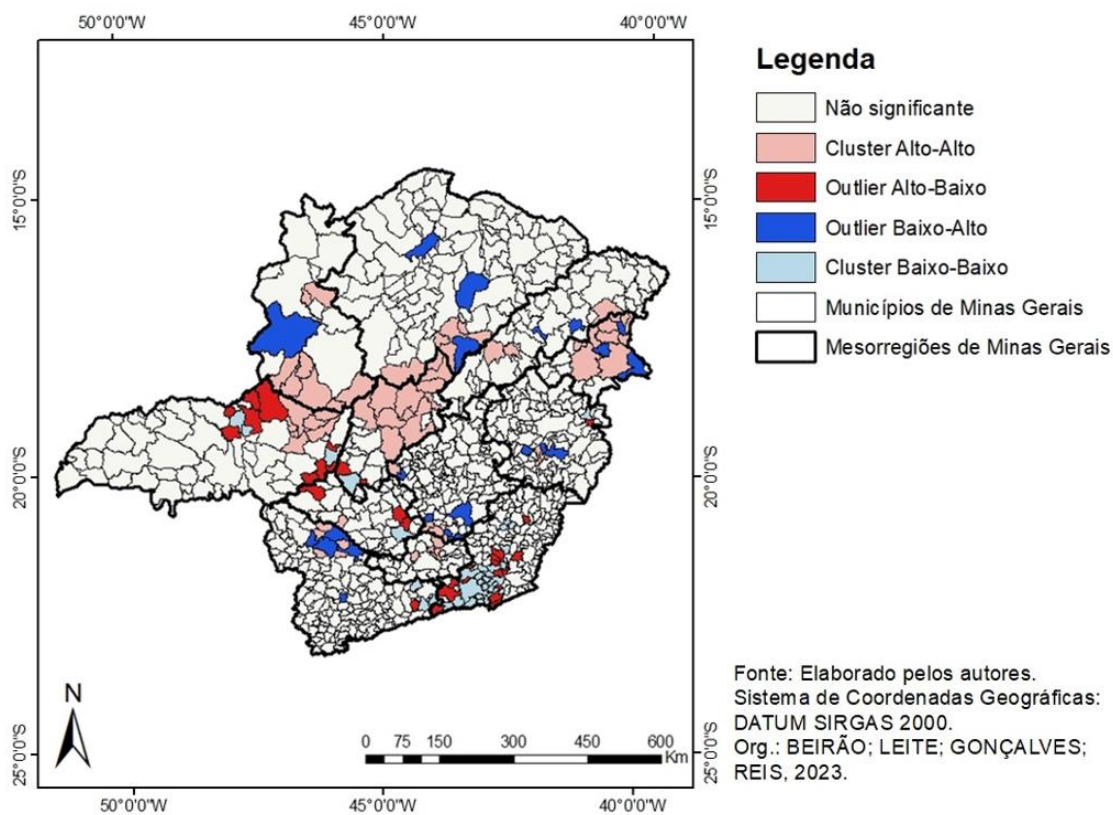 50°0'0"W 45°0'0"W 40°0'0"W
Legenda
Não significante
Cluster Alto-Alto
Outlier Alto-Baixo
Outlier Baixo-Alto
Cluster Baixo-Baixo
Municípios de Minas Gerais
Mesorregiões de Minas Gerais
15°0'0"S 15°0'0"S
20°0'0"S 20°0'0"S
25°0'0"S 25°0'0"S
N
0 75 150 300 450 600
Km
50°0'0"W 45°0'0"W 40°0'0"W
Fonte: Elaborado pelos autores.
Sistema de Coordenadas Geográficas:
DATUM SIRGAS 2000.
Org.: BEIRÃO; LEITE; GONÇALVES;
REIS, 2023.